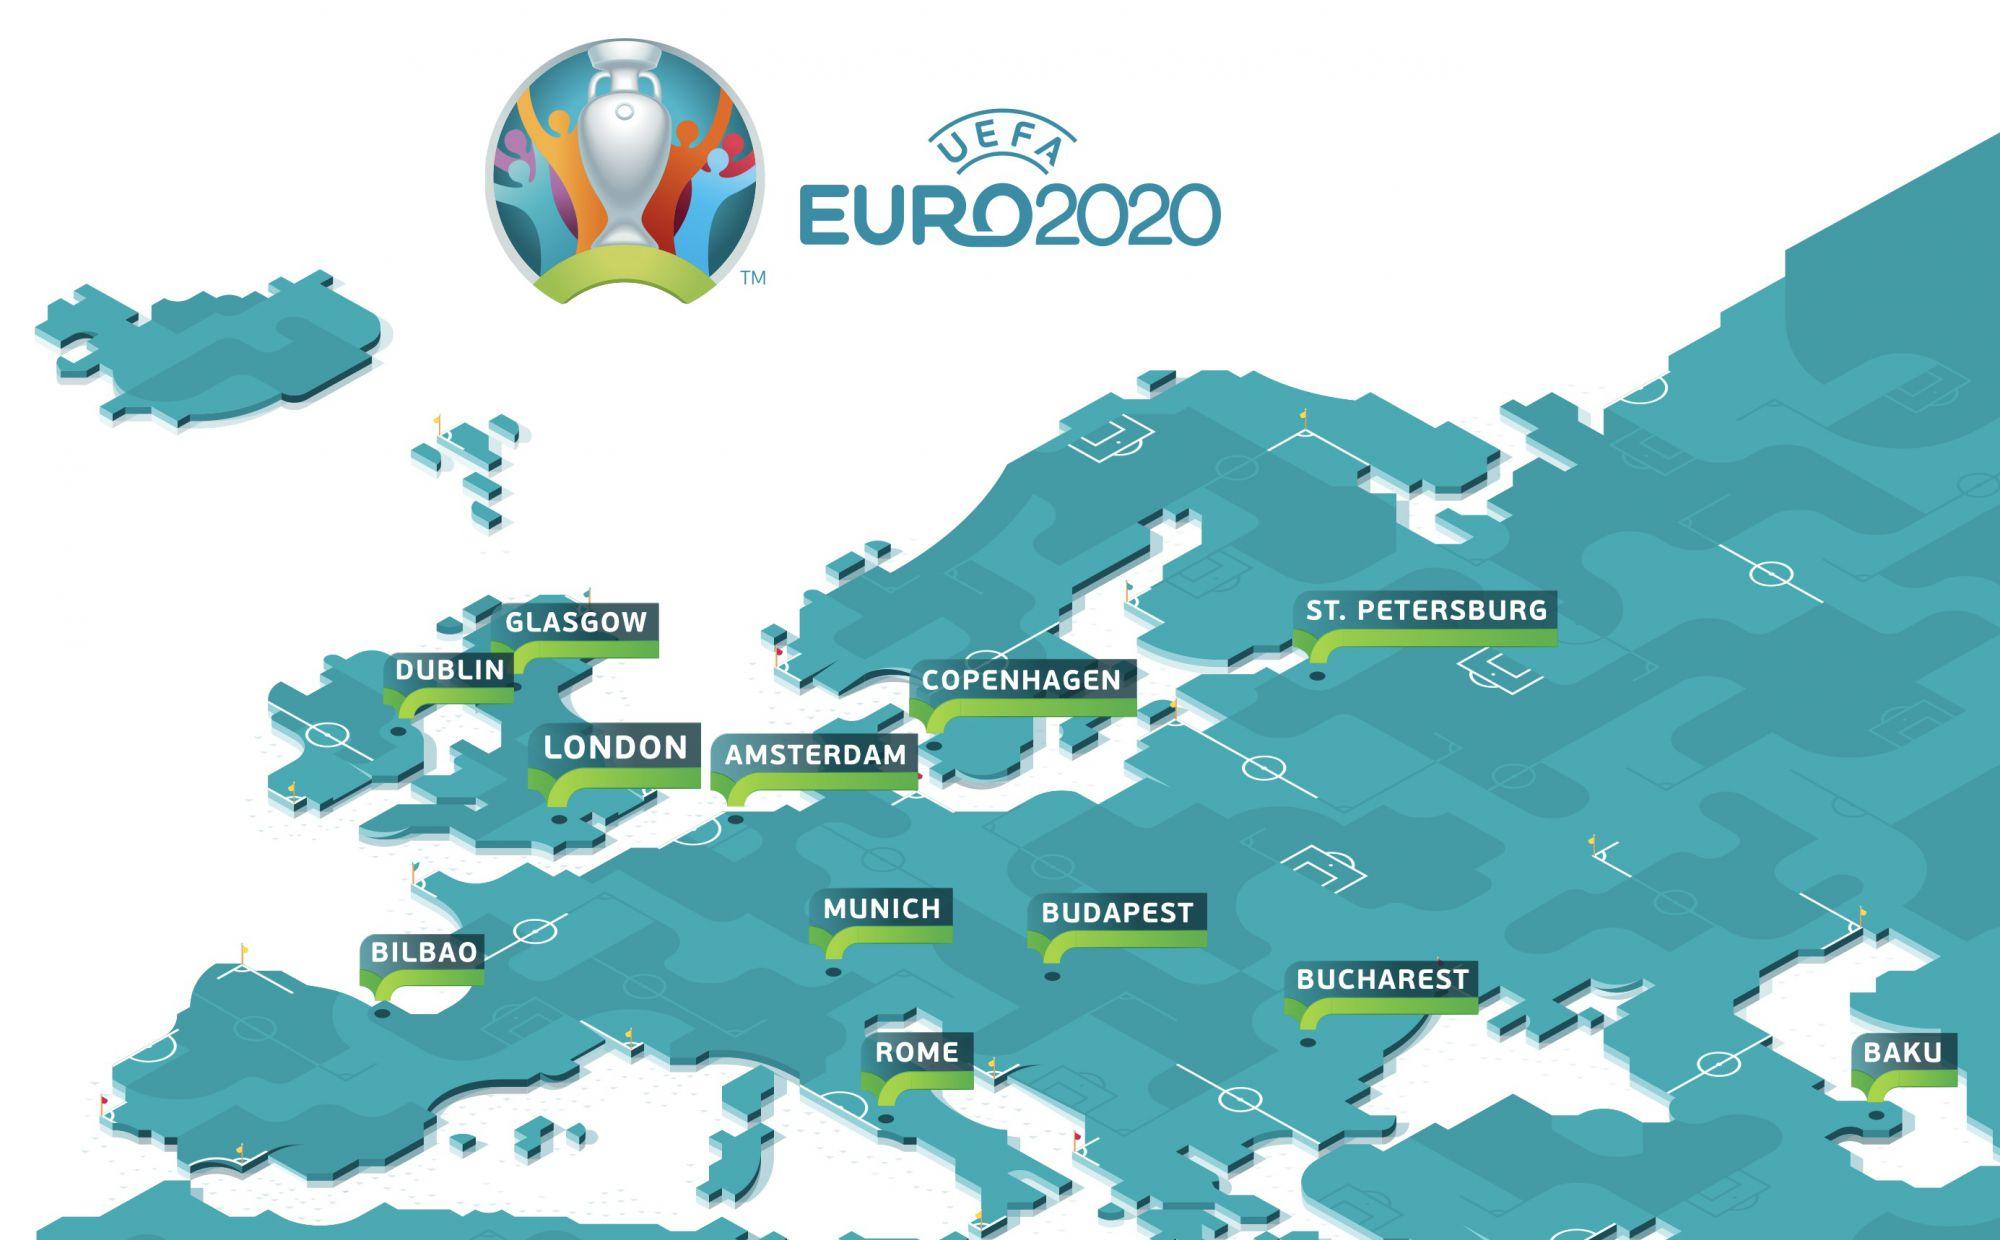 UEFA
EURO2020
TM
GLASGOW
ST. PETERSBURG
DUBLIN
COPENHAGEN
LONDON
AMSTERDAM
MUNICH
BUDAPEST
BILBAO
BUCHAREST
ROME
BAKU